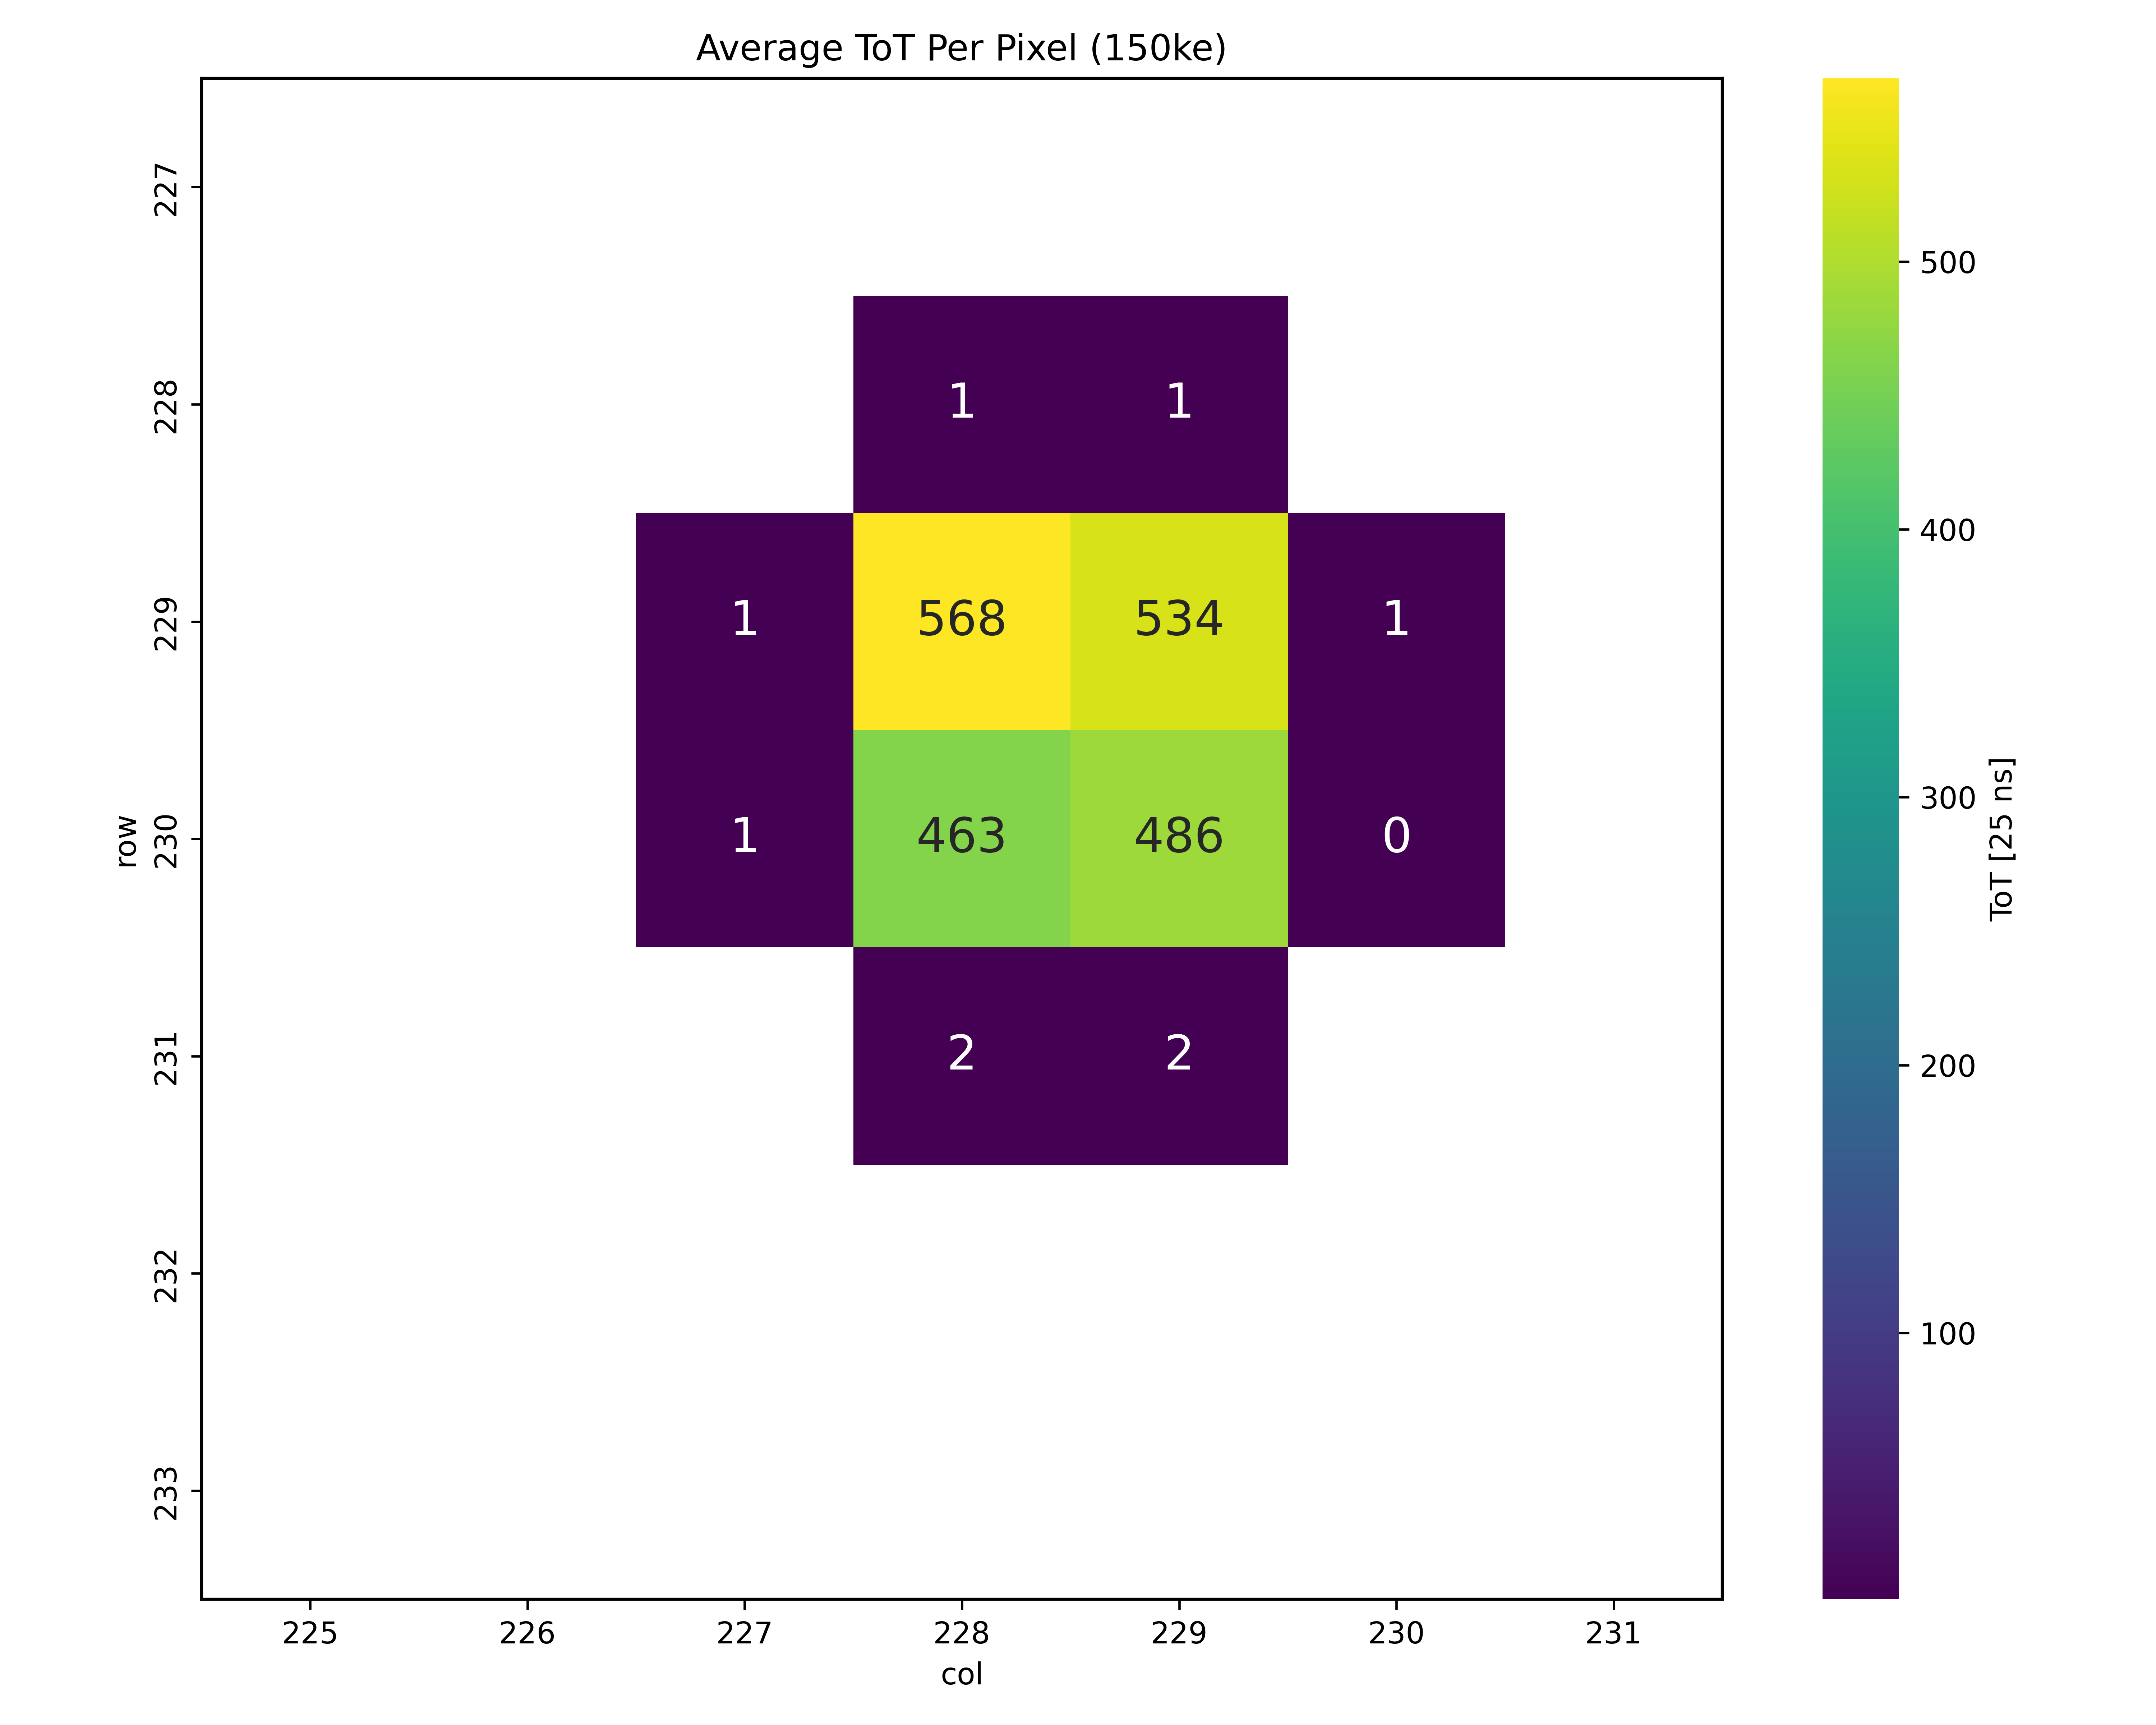 Average ToT Per Pixel (150ke)
227
228
229
230
231
232
233
row
1 1
1 568 534 1
1 463 486 0
2 2
225 226 227 228 229 230 231
col
500
400
300
200
100
ToT [25 ns]